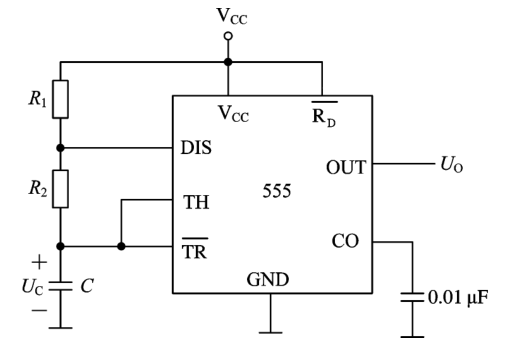 V_CC
R_1
V_CC
R̅_D
DIS
R_2
OUT
U_O
TH
555
T̅R̅
CO
+
U_C
C
−
GND
0.01 μF